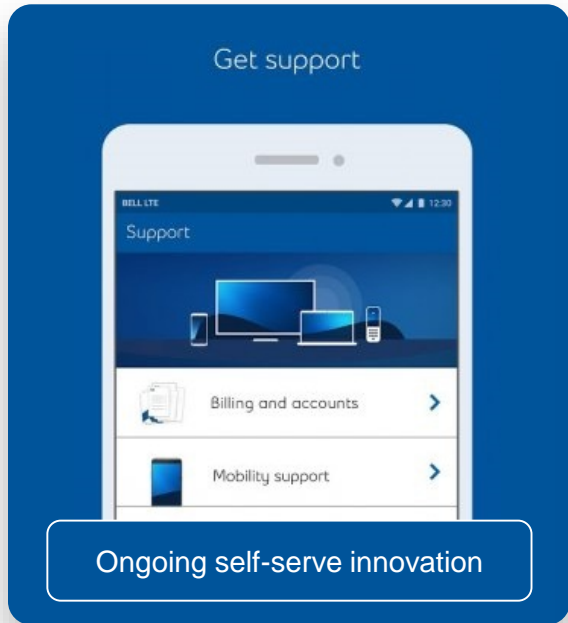 Get support
BELL LTE 12:30
Support
Billing and accounts
Mobility support
Ongoing self-serve innovation